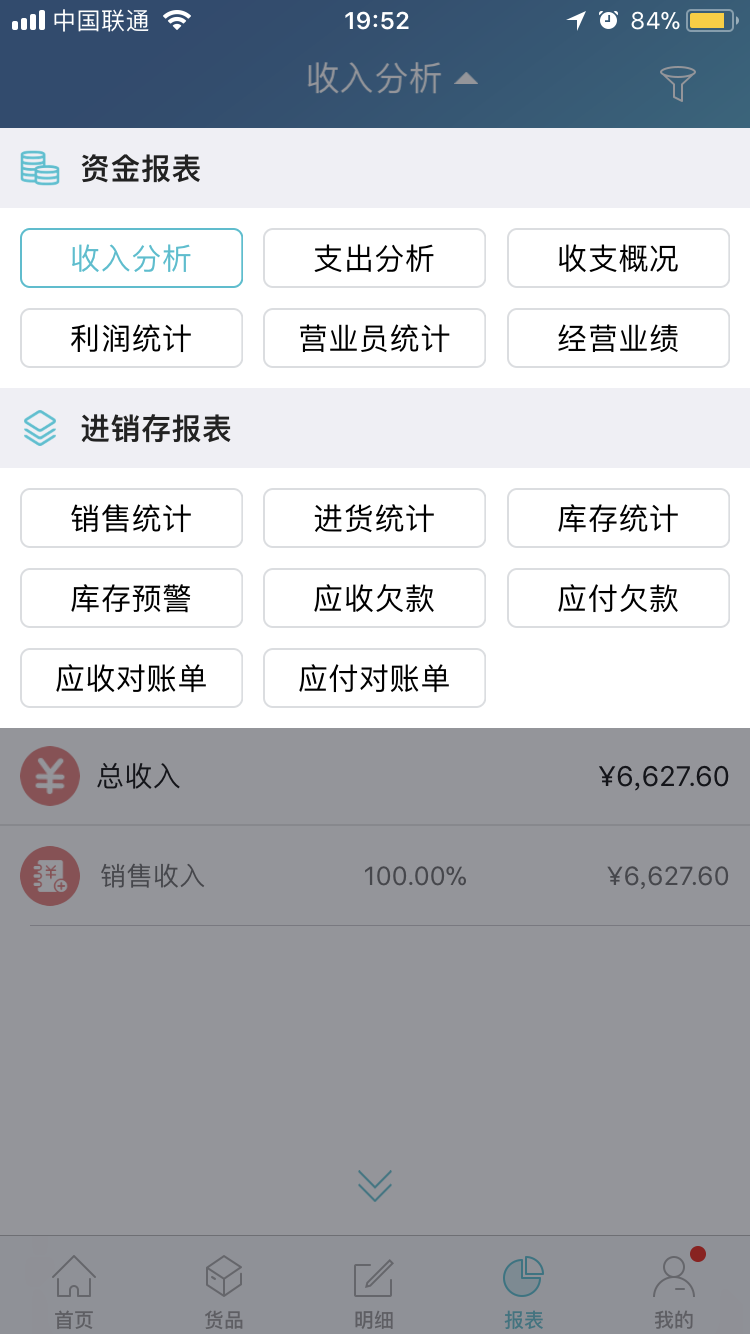 中国联通 19:52 84%
收入分析
资金报表
收入分析 支出分析 收支概况
利润统计 营业员统计 经营业绩
进销存报表
销售统计 进货统计 库存统计
库存预警 应收欠款 应付欠款
应收对账单 应付对账单
总收入 ¥6,627.60
销售收入 100.00% ¥6,627.60
首页 货品 明细 报表 我的